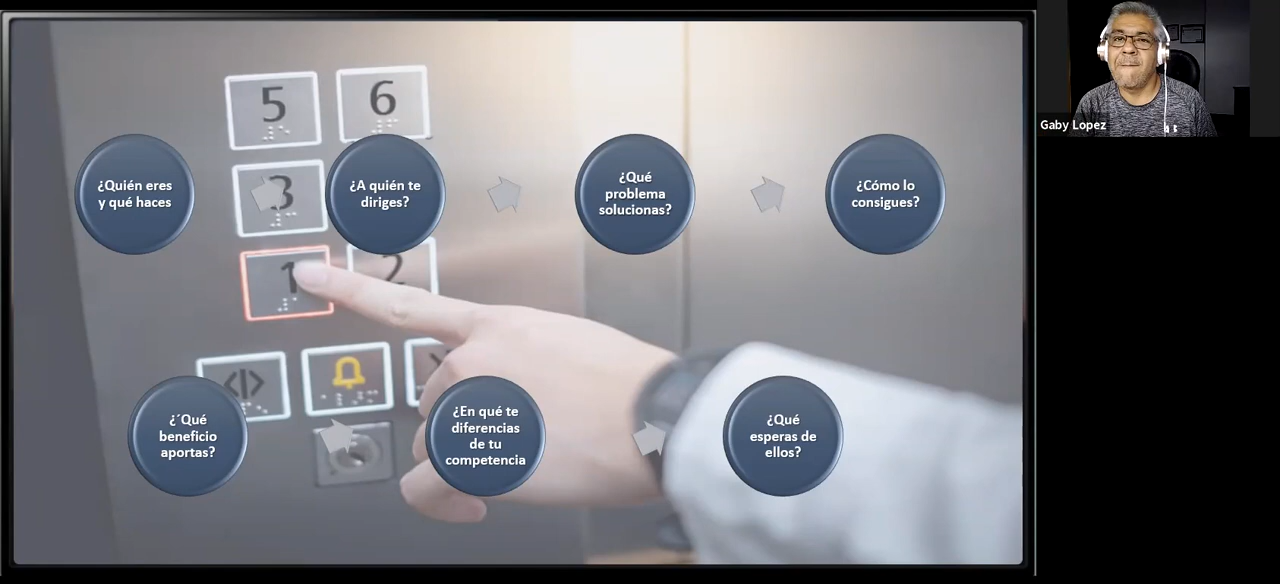 5
6
3
1
2
¿Quién eres
y qué haces
¿A quién te
diriges?
¿Qué
problema
solucionas?
¿Cómo lo
consigues?
¿´Qué
beneficio
aportas?
¿En qué te
diferencias
de tu
competencia
¿Qué
esperas de
ellos?
Gaby Lopez